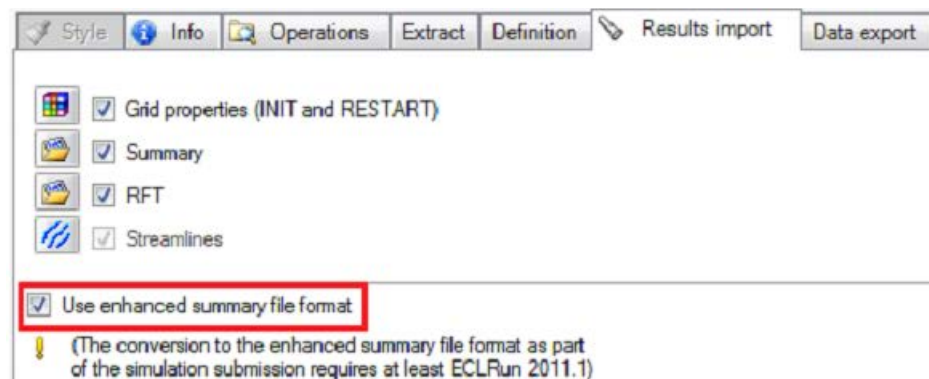 Style Info Operations Extract Definition Results import Data export
Grid properties (INIT and RESTART)
Summary
RFT
Streamlines
Use enhanced summary file format
(The conversion to the enhanced summary file format as part
of the simulation submission requires at least ECLRun 2011.1)